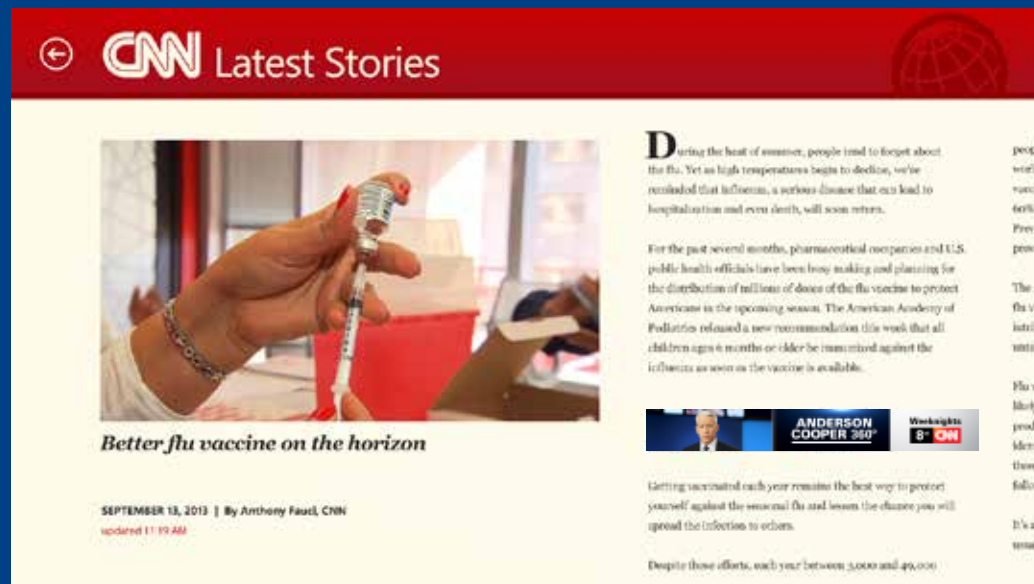 CNN Latest Stories
Better flu vaccine on the horizon
SEPTEMBER 13, 2013 | By Anthony Fauci, CNN
updated 11:19 AM
During the heat of summer, people tend to forget about
the flu. Yet as high temperatures begin to decline, we're
reminded that influenza, a serious disease that can lead to
hospitalization and even death, will soon return.
For the past several months, pharmaceutical companies and U.S.
public health officials have been busy making and planning for
the distribution of millions of doses of the flu vaccine to protect
Americans in the upcoming season. The American Academy of
Pediatrics released a new recommendation this week that all
children ages 6 months or older be immunized against the
influenza as soon as the vaccine is available.
ANDERSON
COOPER 360°
Weeknights
8p CNN
Getting vaccinated each year remains the best way to protect
yourself against the seasonal flu and lessen the chance you will
spread the infection to others.
Despite those efforts, each year between 3,000 and 49,000
60%
The
It's a